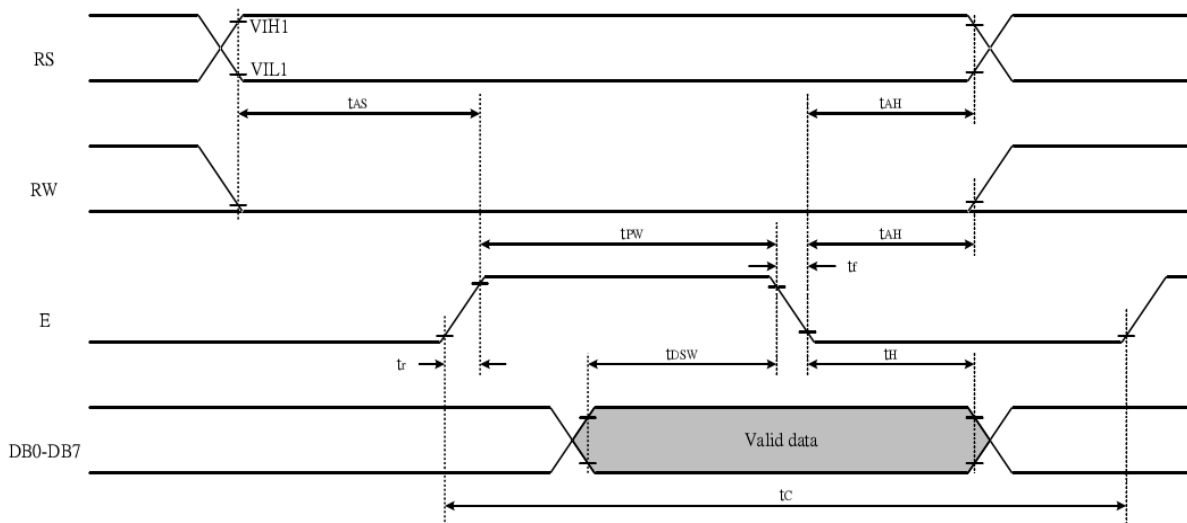 RS
VIH1
VIL1
tAS
tAH
RW
tPW
tAH
tf
E
tr
tDSW
tH
DB0-DB7
Valid data
tC